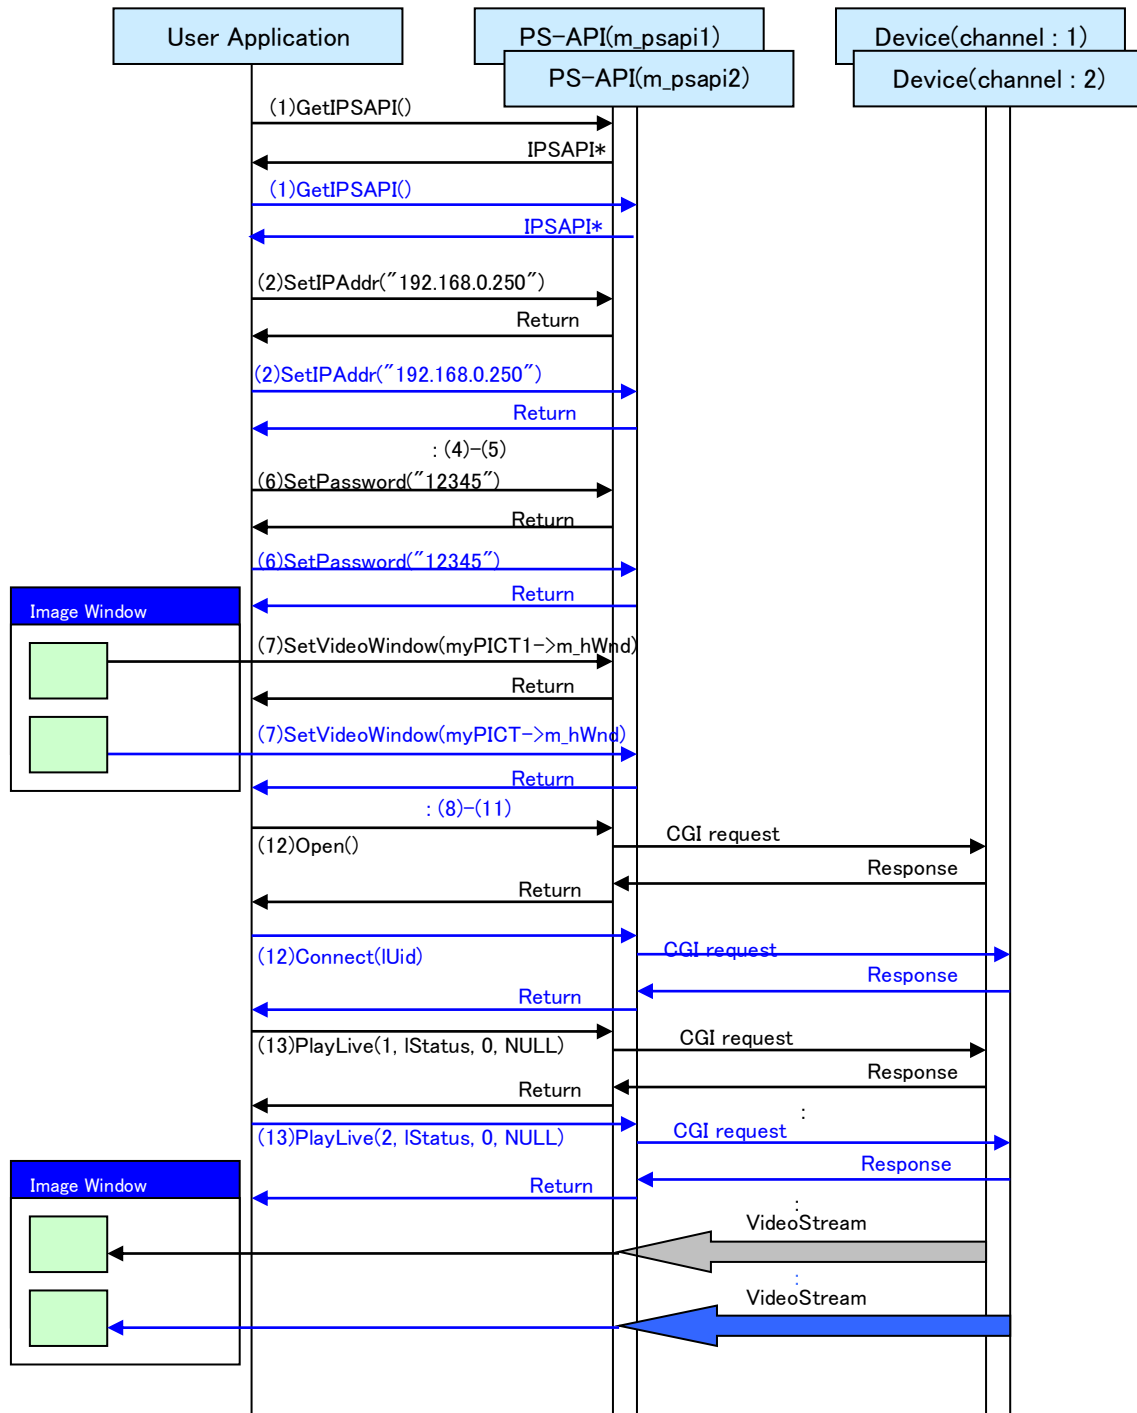 User Application
PS-API(m_psapi1)
Device(channel : 1)
PS-API(m_psapi2)
Device(channel : 2)
(1)GetIPSAPI()
IPSAPI*
(1)GetIPSAPI()
IPSAPI*
(2)SetIPAddr("192.168.0.250")
Return
(2)SetIPAddr("192.168.0.250")
Return
: (4)-(5)
(6)SetPassword("12345")
Return
(6)SetPassword("12345")
Return
Image Window
(7)SetVideoWindow(myPICT1->m_hWnd)
Return
(7)SetVideoWindow(myPICT->m_hWnd)
Return
: (8)-(11)
(12)Open()
CGI request
Response
Return
(12)Connect(lUid)
CGI request
Response
Return
(13)PlayLive(1, lStatus, 0, NULL)
CGI request
Response
Return
:
(13)PlayLive(2, lStatus, 0, NULL)
CGI request
Response
Return
Image Window
:
VideoStream
:
VideoStream